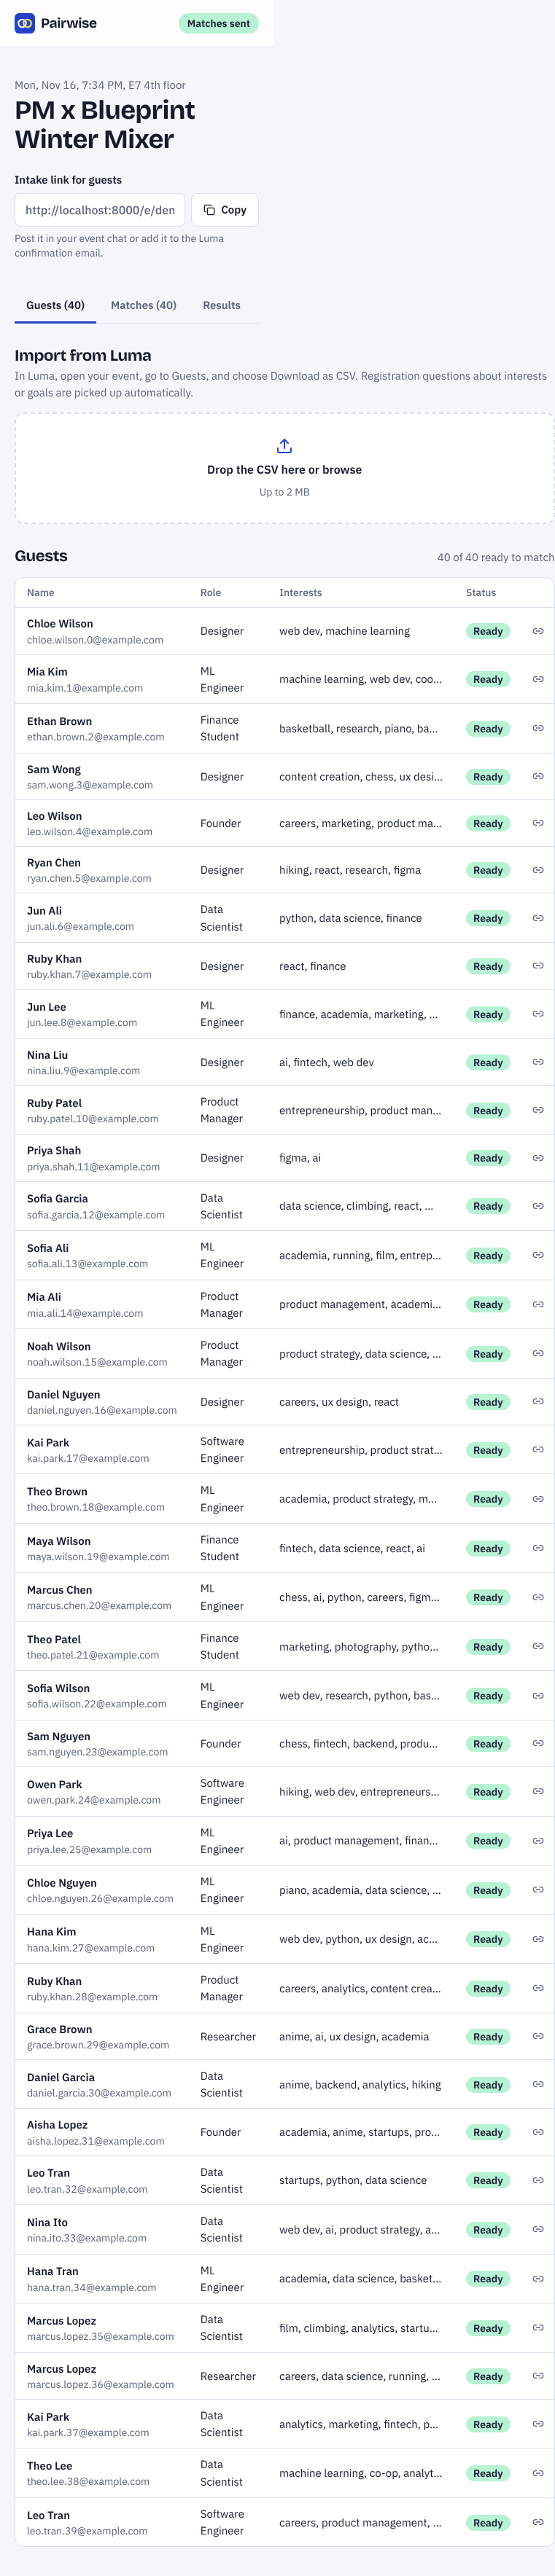 Pairwise
Matches sent
Mon, Nov 16, 7:34 PM, E7 4th floor
PM x Blueprint
Winter Mixer
Intake link for guests
http://localhost:8000/e/den
Copy
Post it in your event chat or add it to the Luma
confirmation email.
Guests (40)
Matches (40)
Results
Import from Luma
In Luma, open your event, go to Guests, and choose Download as CSV. Registration questions about interests
or goals are picked up automatically.
Drop the CSV here or browse
Up to 2 MB
Guests
40 of 40 ready to match
Name Role Interests Status
Chloe Wilson
chloe.wilson.0@example.com
Designer
web dev, machine learning
Ready
Mia Kim
mia.kim.1@example.com
ML
Engineer
machine learning, web dev, coo...
Ready
Ethan Brown
ethan.brown.2@example.com
Finance
Student
basketball, research, piano, ba...
Ready
Sam Wong
sam.wong.3@example.com
Designer
content creation, chess, ux desi...
Ready
Leo Wilson
leo.wilson.4@example.com
Founder
careers, marketing, product ma...
Ready
Ryan Chen
ryan.chen.5@example.com
Designer
hiking, react, research, figma
Ready
Jun Ali
jun.ali.6@example.com
Data
Scientist
python, data science, finance
Ready
Ruby Khan
ruby.khan.7@example.com
Designer
react, finance
Ready
Jun Lee
jun.lee.8@example.com
ML
Engineer
finance, academia, marketing, ...
Ready
Nina Liu
nina.liu.9@example.com
Designer
ai, fintech, web dev
Ready
Ruby Patel
ruby.patel.10@example.com
Product
Manager
entrepreneurship, product man...
Ready
Priya Shah
priya.shah.11@example.com
Designer
figma, ai
Ready
Sofia Garcia
sofia.garcia.12@example.com
Data
Scientist
data science, climbing, react, ...
Ready
Sofia Ali
sofia.ali.13@example.com
ML
Engineer
academia, running, film, entrep...
Ready
Mia Ali
mia.ali.14@example.com
Product
Manager
product management, academi...
Ready
Noah Wilson
noah.wilson.15@example.com
Product
Manager
product strategy, data science, ...
Ready
Daniel Nguyen
daniel.nguyen.16@example.com
Designer
careers, ux design, react
Ready
Kai Park
kai.park.17@example.com
Software
Engineer
entrepreneurship, product strat...
Ready
Theo Brown
theo.brown.18@example.com
ML
Engineer
academia, product strategy, m...
Ready
Maya Wilson
maya.wilson.19@example.com
Finance
Student
fintech, data science, react, ai
Ready
Marcus Chen
marcus.chen.20@example.com
ML
Engineer
chess, ai, python, careers, figm...
Ready
Theo Patel
theo.patel.21@example.com
Finance
Student
marketing, photography, pytho...
Ready
Sofia Wilson
sofia.wilson.22@example.com
ML
Engineer
web dev, research, python, bas...
Ready
Sam Nguyen
sam.nguyen.23@example.com
Founder
chess, fintech, backend, produ...
Ready
Owen Park
owen.park.24@example.com
Software
Engineer
hiking, web dev, entrepreneurs...
Ready
Priya Lee
priya.lee.25@example.com
ML
Engineer
ai, product management, finan...
Ready
Chloe Nguyen
chloe.nguyen.26@example.com
ML
Engineer
piano, academia, data science, ...
Ready
Hana Kim
hana.kim.27@example.com
ML
Engineer
web dev, python, ux design, ac...
Ready
Ruby Khan
ruby.khan.28@example.com
Product
Manager
careers, analytics, content crea...
Ready
Grace Brown
grace.brown.29@example.com
Researcher
anime, ai, ux design, academia
Ready
Daniel Garcia
daniel.garcia.30@example.com
Data
Scientist
anime, backend, analytics, hiking
Ready
Aisha Lopez
aisha.lopez.31@example.com
Founder
academia, anime, startups, pro...
Ready
Leo Tran
leo.tran.32@example.com
Data
Scientist
startups, python, data science
Ready
Nina Ito
nina.ito.33@example.com
Data
Scientist
web dev, ai, product strategy, a...
Ready
Hana Tran
hana.tran.34@example.com
ML
Engineer
academia, data science, basket...
Ready
Marcus Lopez
marcus.lopez.35@example.com
Data
Scientist
film, climbing, analytics, startu...
Ready
Marcus Lopez
marcus.lopez.36@example.com
Researcher
careers, data science, running, ...
Ready
Kai Park
kai.park.37@example.com
Data
Scientist
analytics, marketing, fintech, p...
Ready
Theo Lee
theo.lee.38@example.com
Data
Scientist
machine learning, co-op, analyt...
Ready
Leo Tran
leo.tran.39@example.com
Software
Engineer
careers, product management, ...
Ready